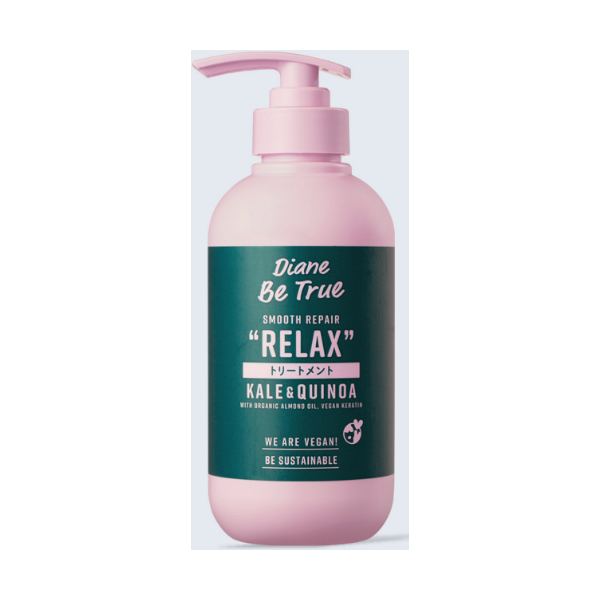 Diane
Be True
SMOOTH REPAIR
“RELAX”
トリートメント
KALE & QUINOA
WITH ORGANIC ALMOND OIL, VEGAN KERATIN
WE ARE VEGAN!
BE SUSTAINABLE